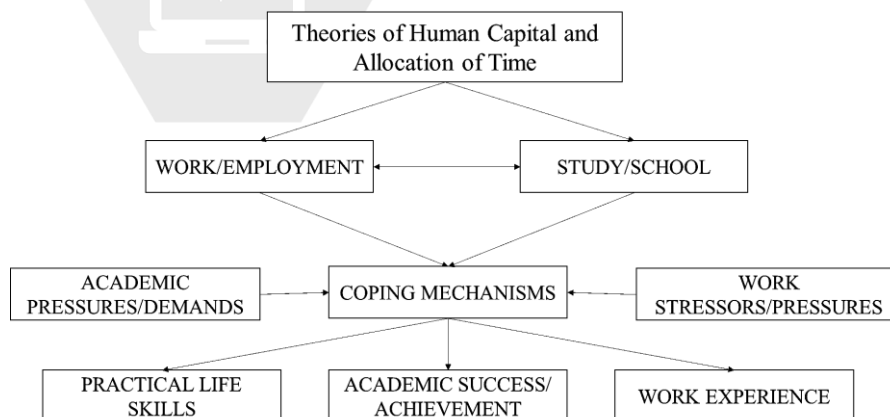 Theories of Human Capital and
Allocation of Time
WORK/EMPLOYMENT
STUDY/SCHOOL
ACADEMIC
PRESSURES/DEMANDS
COPING MECHANISMS
WORK
STRESSORS/PRESSURES
PRACTICAL LIFE
SKILLS
ACADEMIC SUCCESS/
ACHIEVEMENT
WORK EXPERIENCE